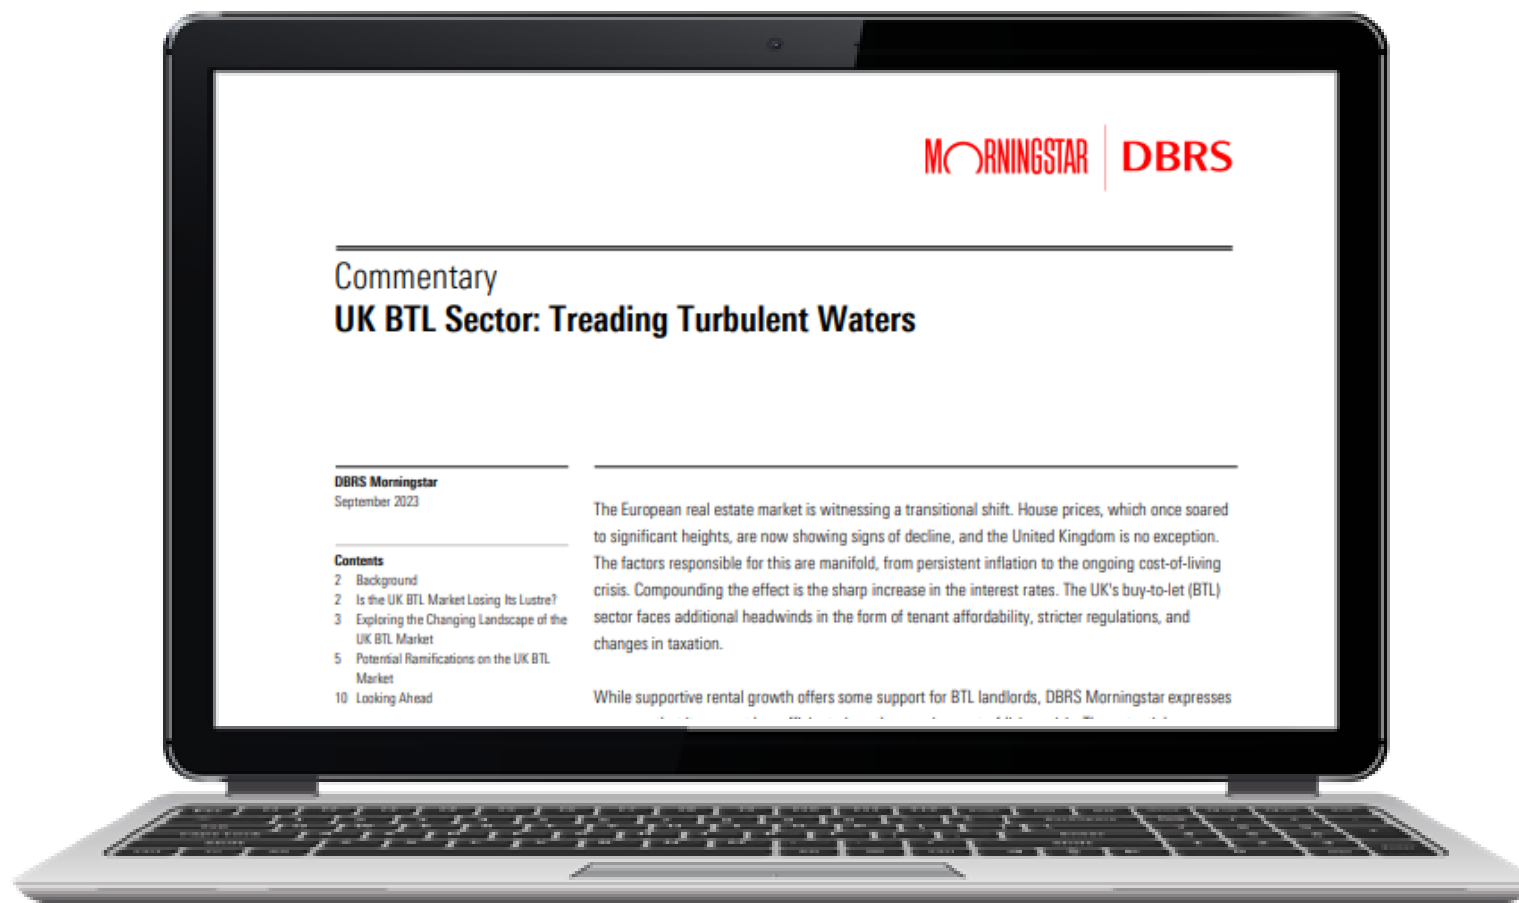 MORNINGSTAR DBRS
Commentary
UK BTL Sector: Treading Turbulent Waters
DBRS Morningstar
September 2023
Contents
2 Background
2 Is the UK BTL Market Losing Its Lustre?
3 Exploring the Changing Landscape of the
UK BTL Market
5 Potential Ramifications on the UK BTL
Market
10 Looking Ahead
The European real estate market is witnessing a transitional shift. House prices, which once soared
to significant heights, are now showing signs of decline, and the United Kingdom is no exception.
The factors responsible for this are manifold, from persistent inflation to the ongoing cost-of-living
crisis. Compounding the effect is the sharp increase in the interest rates. The UK's buy-to-let (BTL)
sector faces additional headwinds in the form of tenant affordability, stricter regulations, and
changes in taxation.
While supportive rental growth offers some support for BTL landlords, DBRS Morningstar expresses